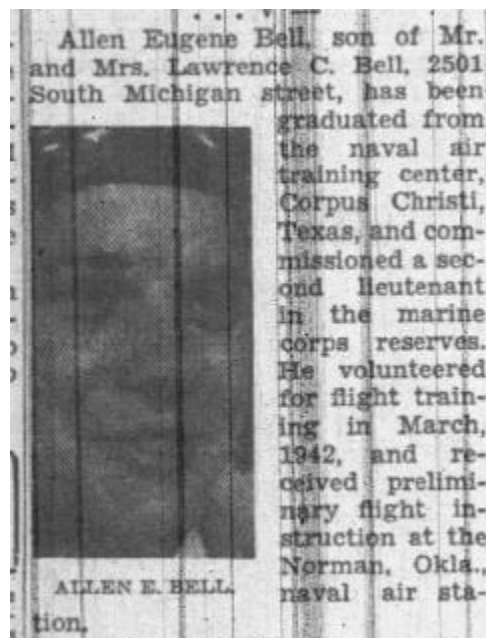 Allen Eugene Bell, son of Mr.
and Mrs. Lawrence C. Bell, 2501
South Michigan street, has been
graduated from
the naval air
training center,
Corpus Christi,
Texas, and com-
missioned a sec-
ond lieutenant
in the marine
corps reserves.
He volunteered
for flight train-
ing in March,
1942, and re-
ceived prelimi-
nary flight in-
struction at the
Norman, Okla.,
naval air sta-
tion.
ALLEN E. BELL.